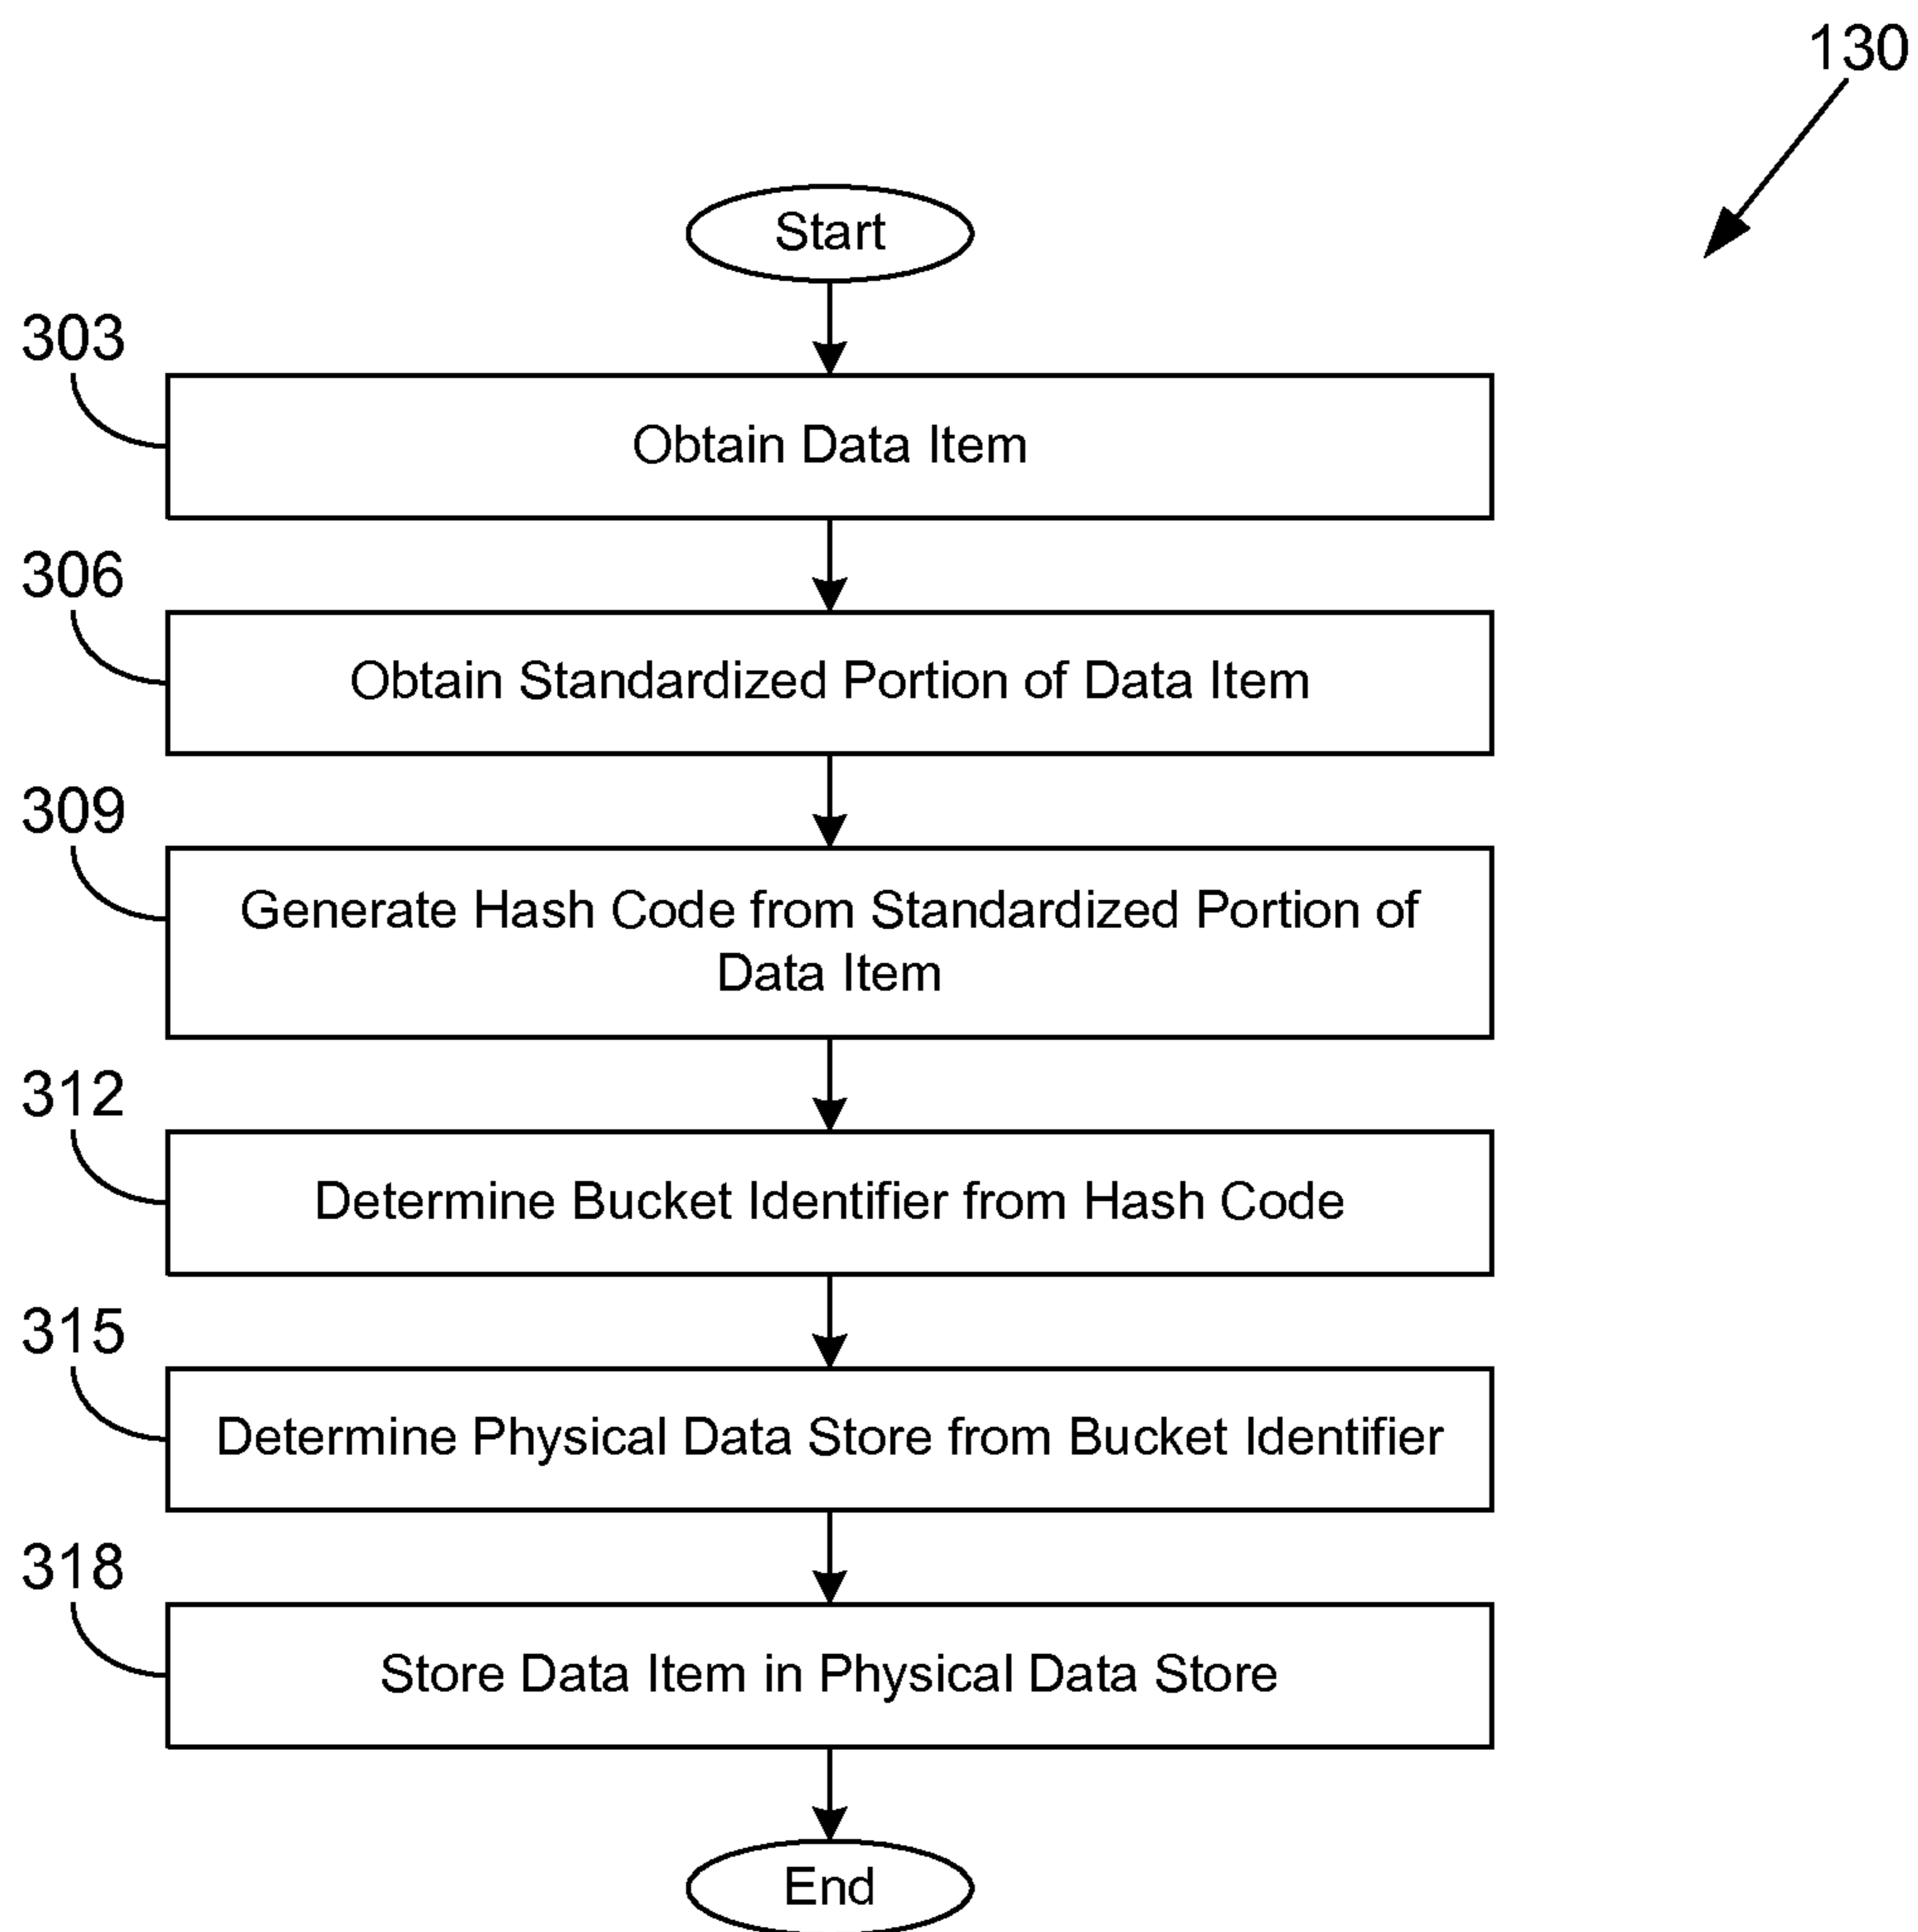 130
Start
303
Obtain Data Item
306
Obtain Standardized Portion of Data Item
309
Generate Hash Code from Standardized Portion of
Data Item
312
Determine Bucket Identifier from Hash Code
315
Determine Physical Data Store from Bucket Identifier
318
Store Data Item in Physical Data Store
End